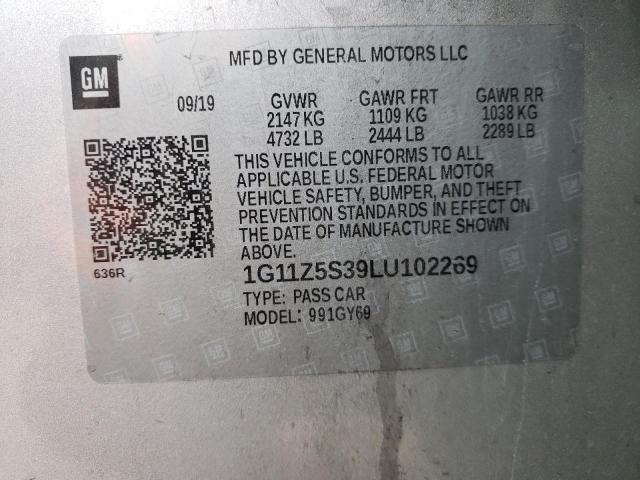 GM
MFD BY GENERAL MOTORS LLC
09/19
GVWR GAWR FRT GAWR RR
2147 KG 1109 KG 1038 KG
4732 LB 2444 LB 2289 LB
THIS VEHICLE CONFORMS TO ALL
APPLICABLE U.S. FEDERAL MOTOR
VEHICLE SAFETY, BUMPER, AND THEFT
PREVENTION STANDARDS IN EFFECT ON
THE DATE OF MANUFACTURE SHOWN
ABOVE.
636R
1G11Z5S39LU102269
TYPE: PASS CAR
MODEL: 991GY69